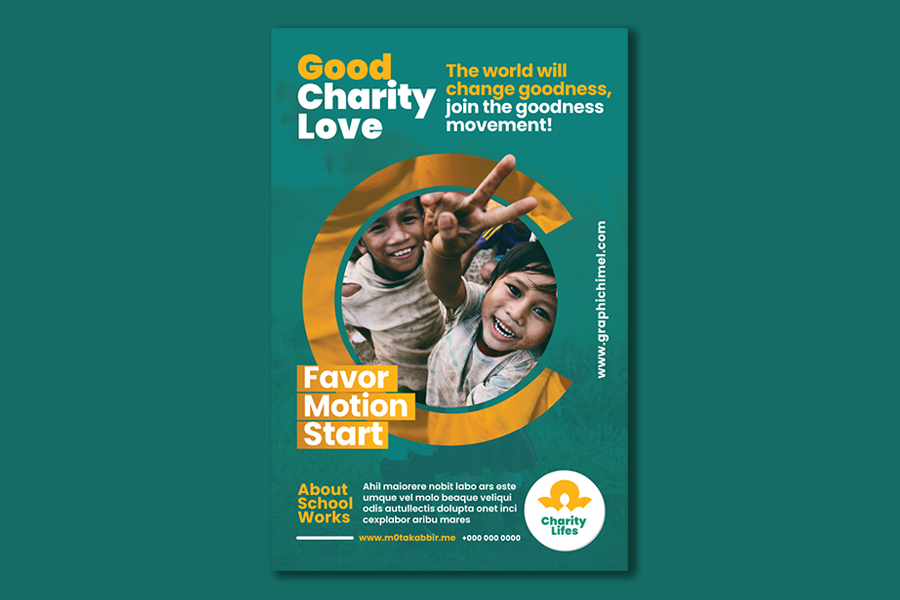 Good
Charity
Love
The world will
change goodness,
join the goodness
movement!
www.graphichimel.com
Favor
Motion
Start
About
School
Works
Ahil maiorere nobit labo ars este
umque vel molo beaque veliqui
odis autullectis dolupta onet inci
cexplabor aribu mares
www.m0takabbir.me +000 000 0000
Charity
Lifes